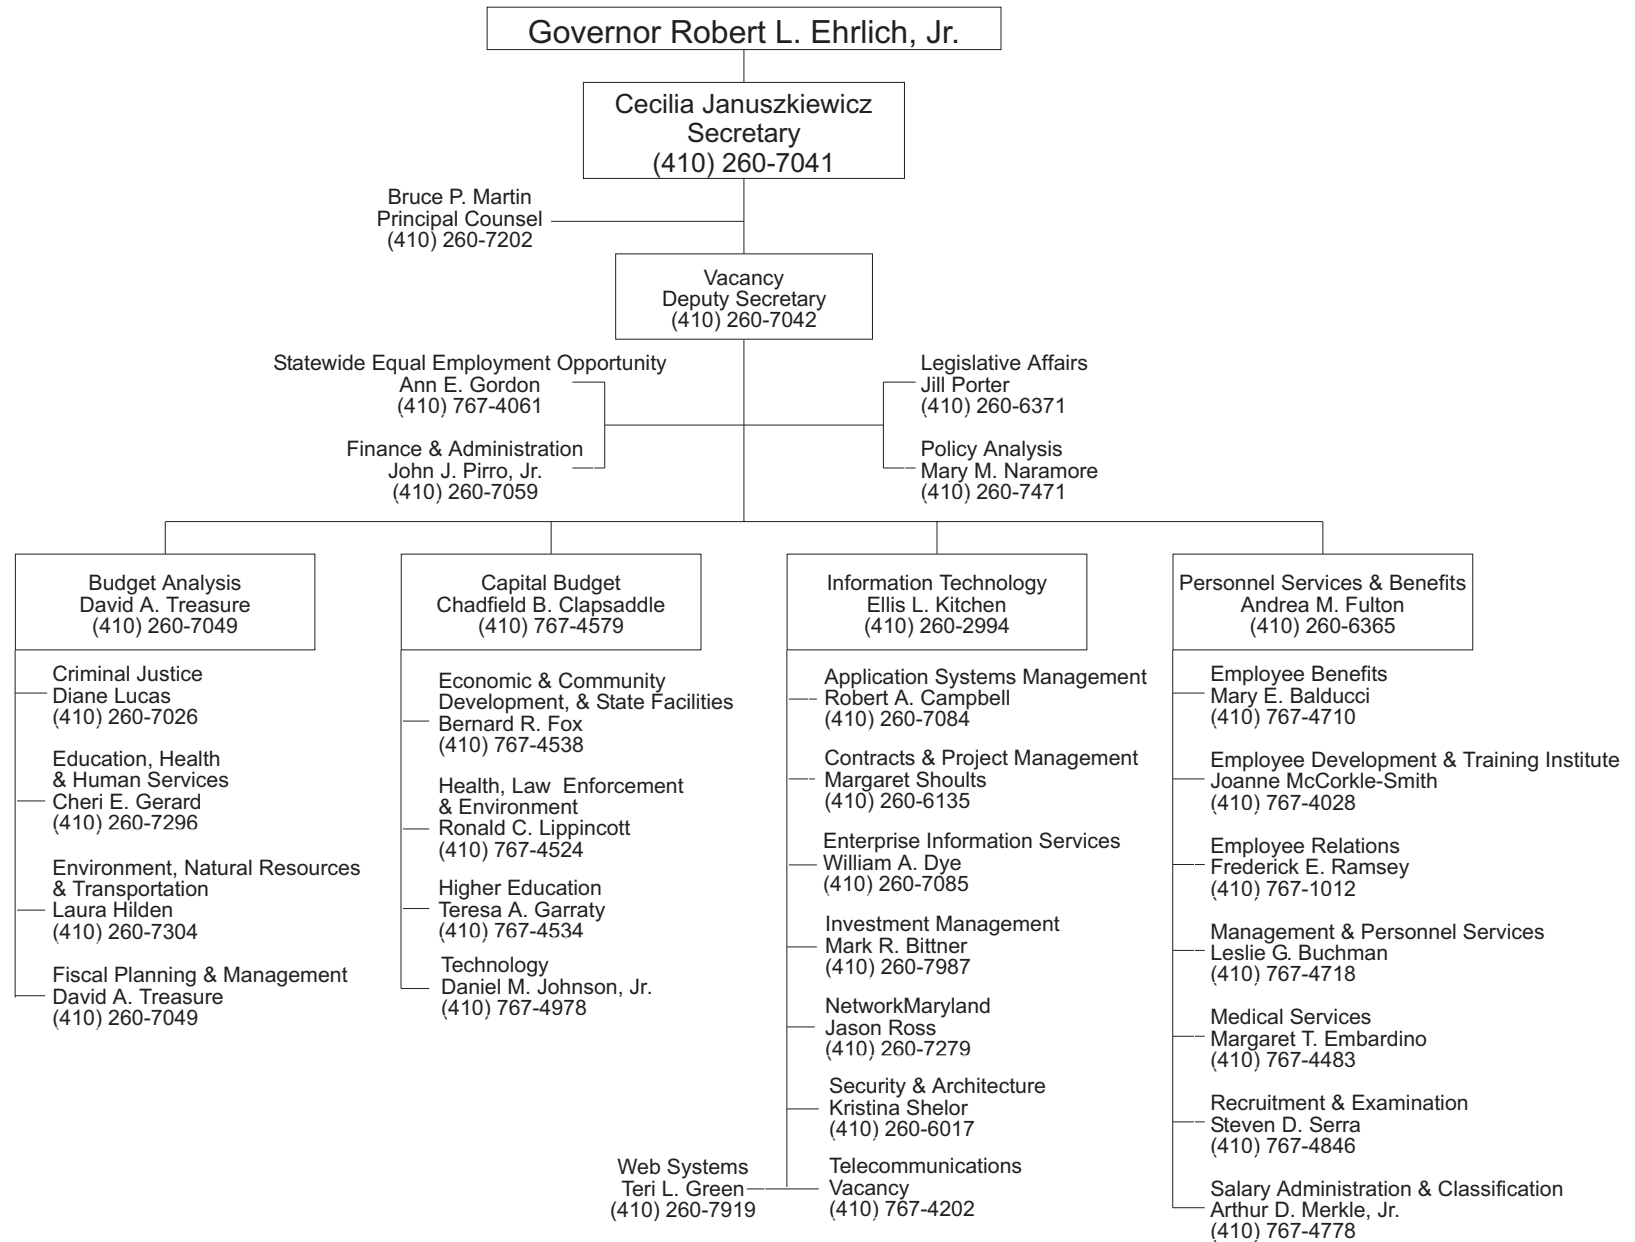 Governor Robert L. Ehrlich, Jr.
Cecilia Januszkiewicz
Secretary
(410) 260-7041
Bruce P. Martin
Principal Counsel
(410) 260-7202
Vacancy
Deputy Secretary
(410) 260-7042
Statewide Equal Employment Opportunity
Ann E. Gordon
(410) 767-4061
Finance & Administration
John J. Pirro, Jr.
(410) 260-7059
Legislative Affairs
Jill Porter
(410) 260-6371
Policy Analysis
Mary M. Naramore
(410) 260-7471
Budget Analysis
David A. Treasure
(410) 260-7049
Criminal Justice
Diane Lucas
(410) 260-7026
Education, Health
& Human Services
Cheri E. Gerard
(410) 260-7296
Environment, Natural Resources
& Transportation
Laura Hilden
(410) 260-7304
Fiscal Planning & Management
David A. Treasure
(410) 260-7049
Capital Budget
Chadfield B. Clapsaddle
(410) 767-4579
Economic & Community
Development, & State Facilities
Bernard R. Fox
(410) 767-4538
Health, Law Enforcement
& Environment
Ronald C. Lippincott
(410) 767-4524
Higher Education
Teresa A. Garraty
(410) 767-4534
Technology
Daniel M. Johnson, Jr.
(410) 767-4978
Information Technology
Ellis L. Kitchen
(410) 260-2994
Application Systems Management
Robert A. Campbell
(410) 260-7084
Contracts & Project Management
Margaret Shoults
(410) 260-6135
Enterprise Information Services
William A. Dye
(410) 260-7085
Investment Management
Mark R. Bittner
(410) 260-7987
NetworkMaryland
Jason Ross
(410) 260-7279
Security & Architecture
Kristina Shelor
(410) 260-6017
Web Systems
Teri L. Green
(410) 260-7919
Telecommunications
Vacancy
(410) 767-4202
Personnel Services & Benefits
Andrea M. Fulton
(410) 260-6365
Employee Benefits
Mary E. Balducci
(410) 767-4710
Employee Development & Training Institute
Joanne McCorkle-Smith
(410) 767-4028
Employee Relations
Frederick E. Ramsey
(410) 767-1012
Management & Personnel Services
Leslie G. Buchman
(410) 767-4718
Medical Services
Margaret T. Embardino
(410) 767-4483
Recruitment & Examination
Steven D. Serra
(410) 767-4846
Salary Administration & Classification
Arthur D. Merkle, Jr.
(410) 767-4778